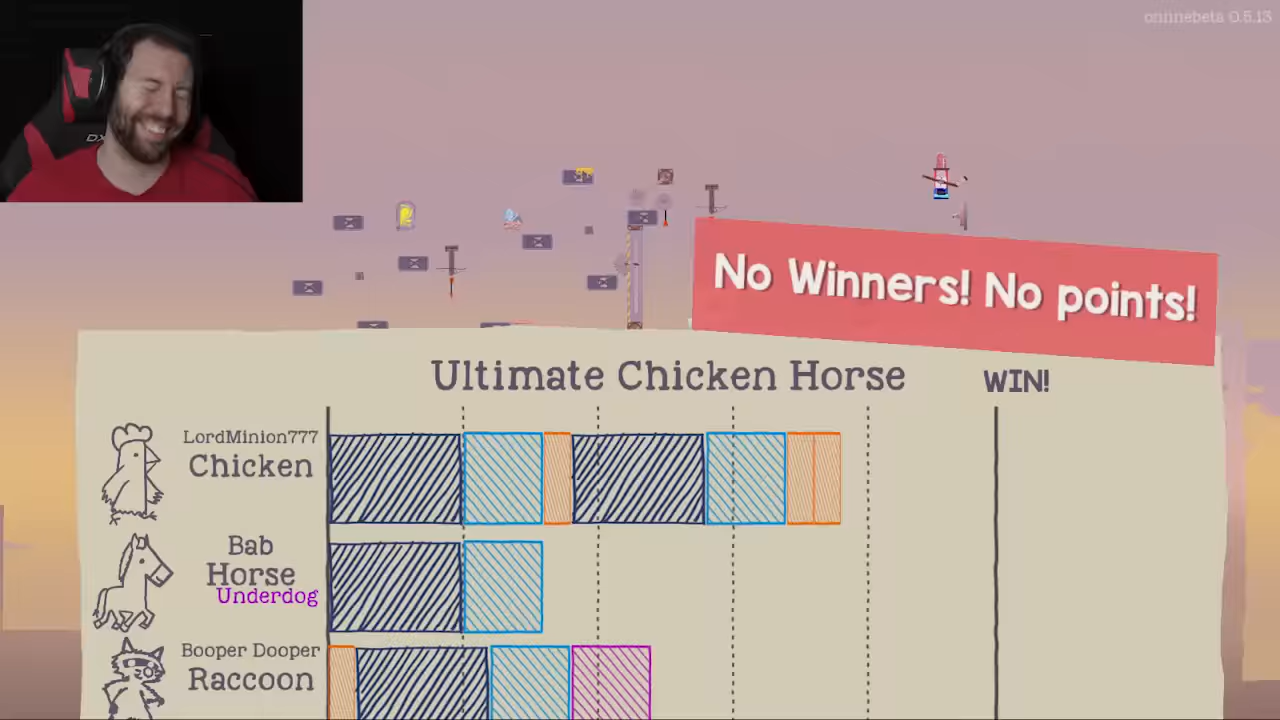 onlinebeta 0.5.13
DX
No Winners! No points!
Ultimate Chicken Horse
WIN!
LordMinion777
Chicken
Bab
Horse
Underdog
Booper Dooper
Raccoon